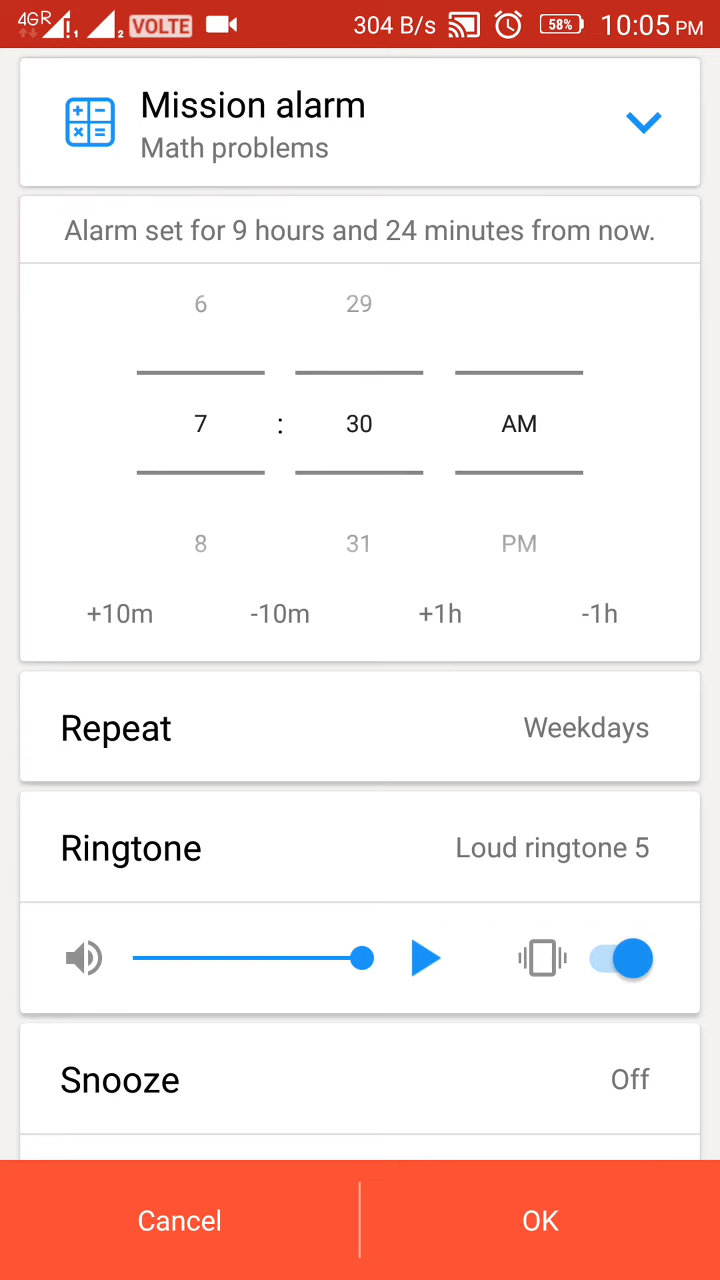 4GR 1 2 VOLTE 304 B/s 58% 10:05 PM
Mission alarm
Math problems
Alarm set for 9 hours and 24 minutes from now.
6 29
7 : 30 AM
8 31 PM
+10m -10m +1h -1h
Repeat Weekdays
Ringtone Loud ringtone 5
Snooze Off
Cancel OK